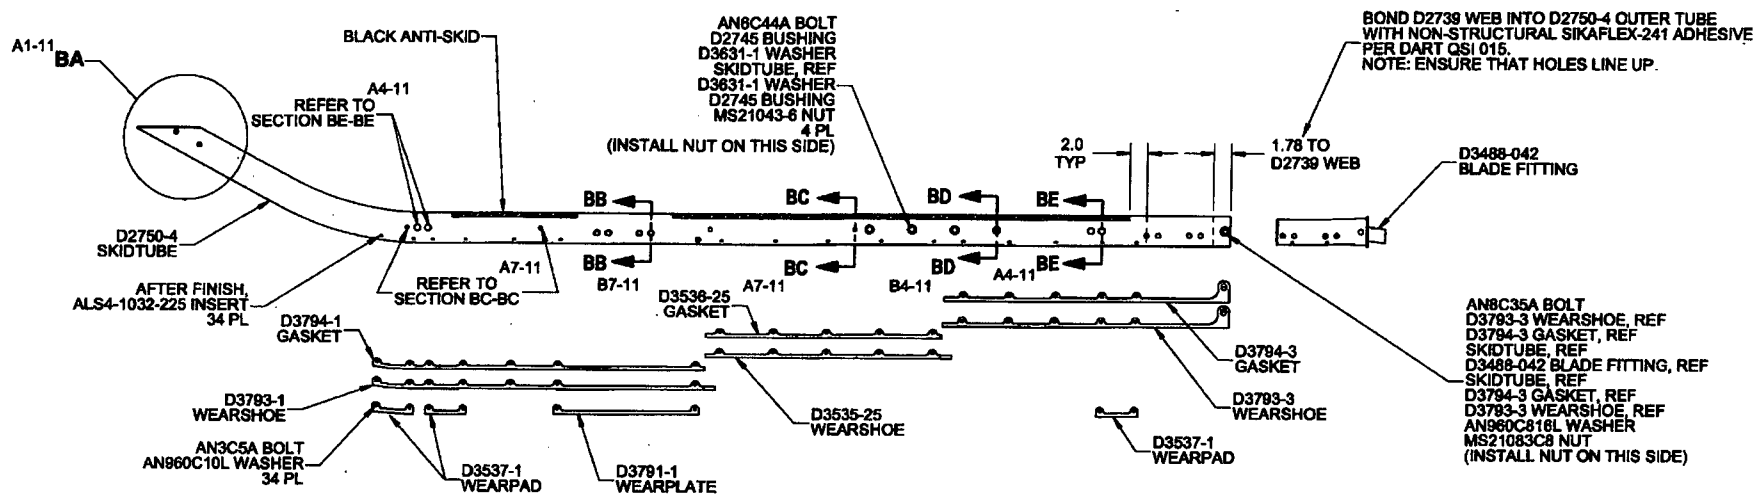 A1-11
BA
BLACK ANTI-SKID
A4-11
REFER TO
SECTION BE-BE
AN6C44A BOLT
D2745 BUSHING
D3631-1 WASHER
SKIDTUBE, REF
D3631-1 WASHER
D2745 BUSHING
MS21043-6 NUT
4 PL
(INSTALL NUT ON THIS SIDE)
BOND D2739 WEB INTO D2750-4 OUTER TUBE
WITH NON-STRUCTURAL SIKAFLEX-241 ADHESIVE
PER DART QSI 015.
NOTE: ENSURE THAT HOLES LINE UP.
2.0
TYP
1.78 TO
D2739 WEB
D3488-042
BLADE FITTING
BB
BC
BD
BE
D2750-4
SKIDTUBE
BB
BC
BD
BE
A7-11
REFER TO
SECTION BC-BC
B7-11
A7-11
B4-11
A4-11
AFTER FINISH,
ALS4-1032-225 INSERT
34 PL
D3794-1
GASKET
D3536-25
GASKET
D3794-3
GASKET
D3793-1
WEARSHOE
D3535-25
WEARSHOE
D3793-3
WEARSHOE
AN3C5A BOLT
AN960C10L WASHER
34 PL
D3537-1
WEARPAD
D3791-1
WEARPLATE
D3537-1
WEARPAD
AN8C35A BOLT
D3793-3 WEARSHOE, REF
D3794-3 GASKET, REF
SKIDTUBE, REF
D3488-042 BLADE FITTING, REF
SKIDTUBE, REF
D3794-3 GASKET, REF
D3793-3 WEARSHOE, REF
AN960C816L WASHER
MS21083C8 NUT
(INSTALL NUT ON THIS SIDE)